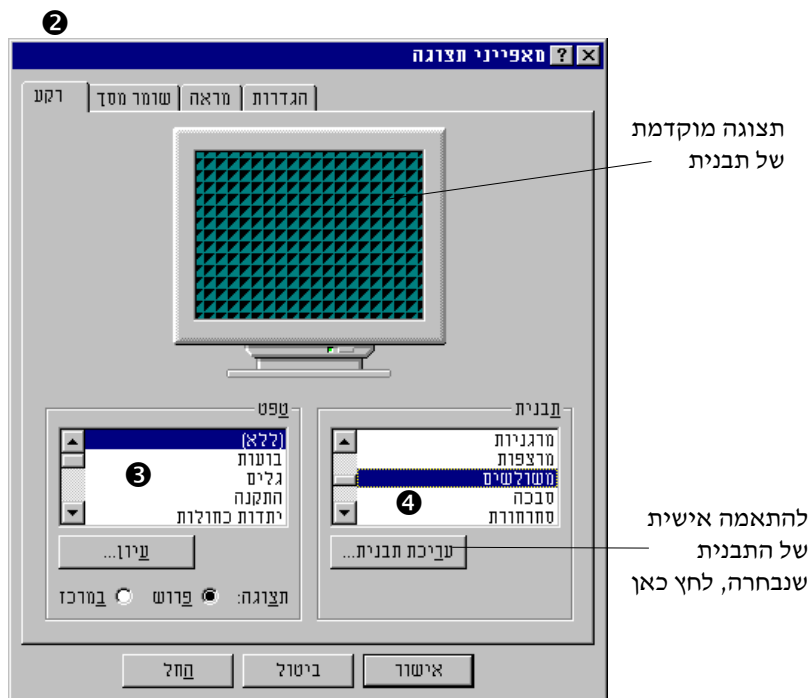 ❷
מאפייני תצוגה
רקע
שומר מסך
מראה
הגדרות
תצוגה מוקדמת
של תבנית
תבנית
מרגניות
מרצפות
משולשים
סבכה
סחרחורת
❹
עריכת תבנית...
טפט
(ללא)
בועות
גלים
התקנה
יתדות כחולות
❸
עיון...
תצוגה: פרוש במרכז
להתאמה אישית
של התבנית
שנבחרה, לחץ כאן
אישור
ביטול
החל